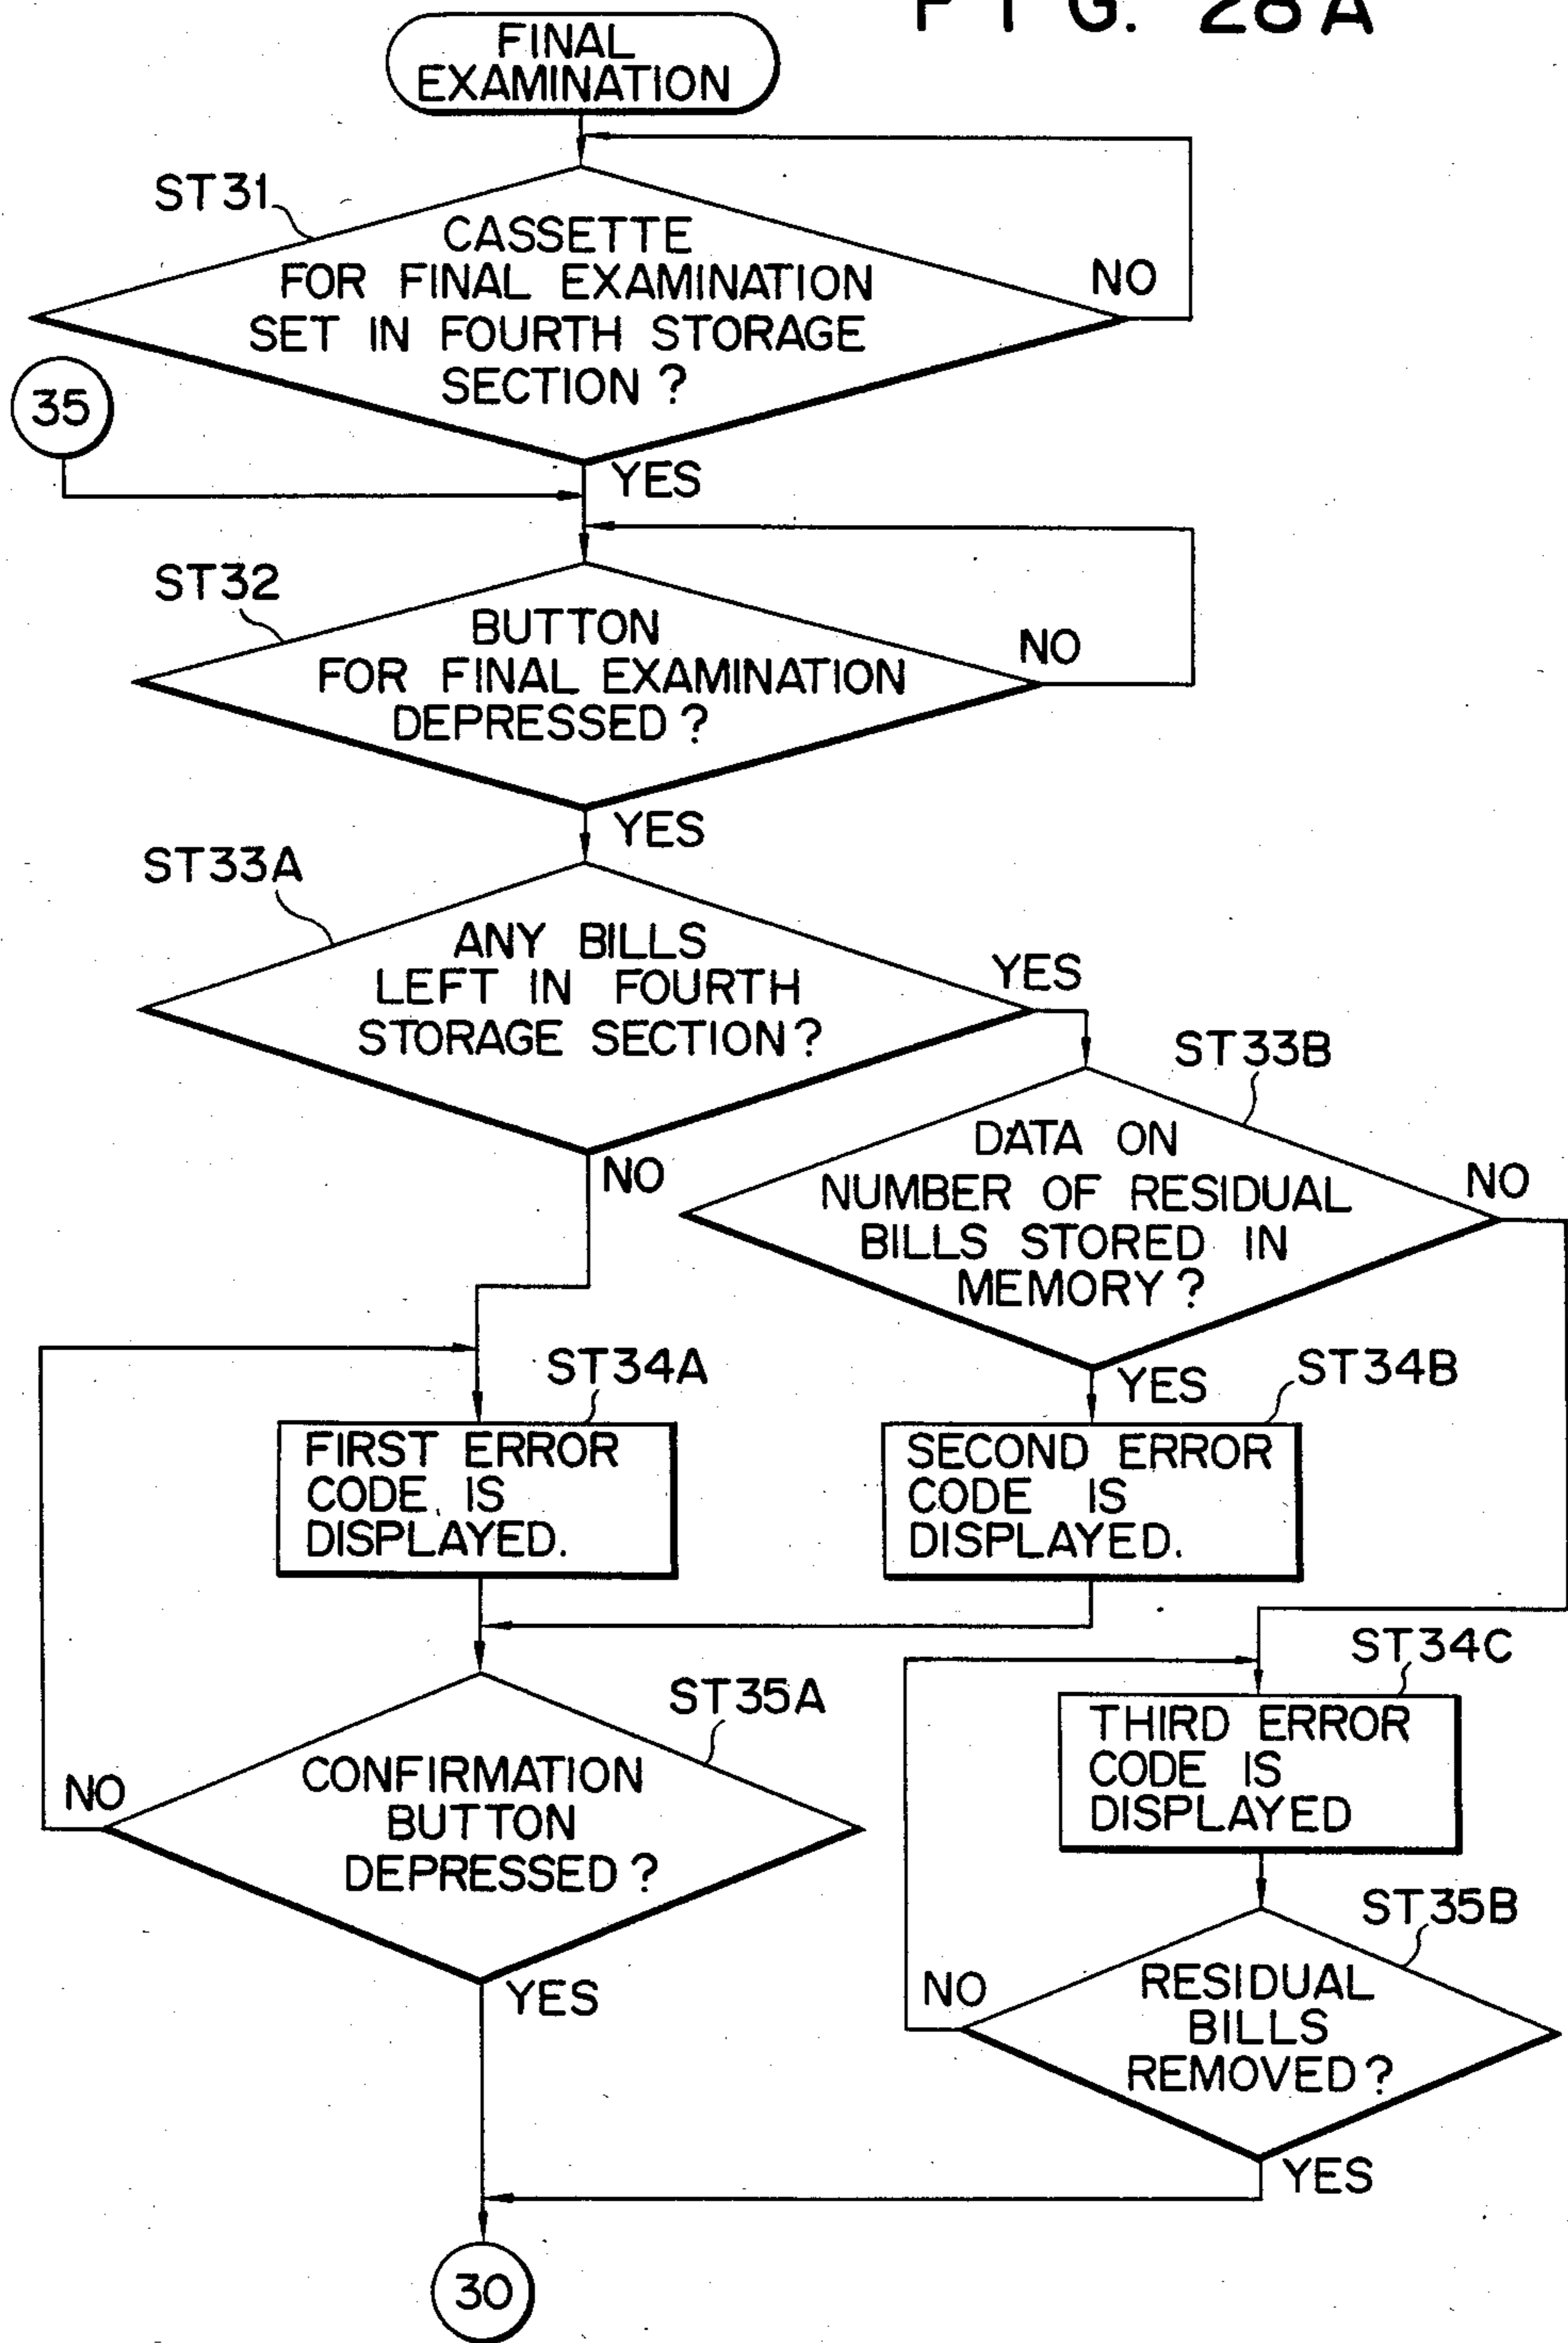 FIG. 28A
FINAL
EXAMINATION
ST31
CASSETTE
FOR FINAL EXAMINATION
SET IN FOURTH STORAGE
SECTION ?
NO
35
YES
ST32
BUTTON
FOR FINAL EXAMINATION
DEPRESSED ?
NO
YES
ST33A
ANY BILLS
LEFT IN FOURTH
STORAGE SECTION ?
YES
NO
ST33B
DATA ON
NUMBER OF RESIDUAL
BILLS STORED IN
MEMORY ?
NO
YES
ST34A
FIRST ERROR
CODE IS
DISPLAYED.
ST34B
SECOND ERROR
CODE IS
DISPLAYED.
ST34C
THIRD ERROR
CODE IS
DISPLAYED
ST35A
CONFIRMATION
BUTTON
DEPRESSED ?
NO
YES
ST35B
RESIDUAL
BILLS
REMOVED ?
NO
YES
30